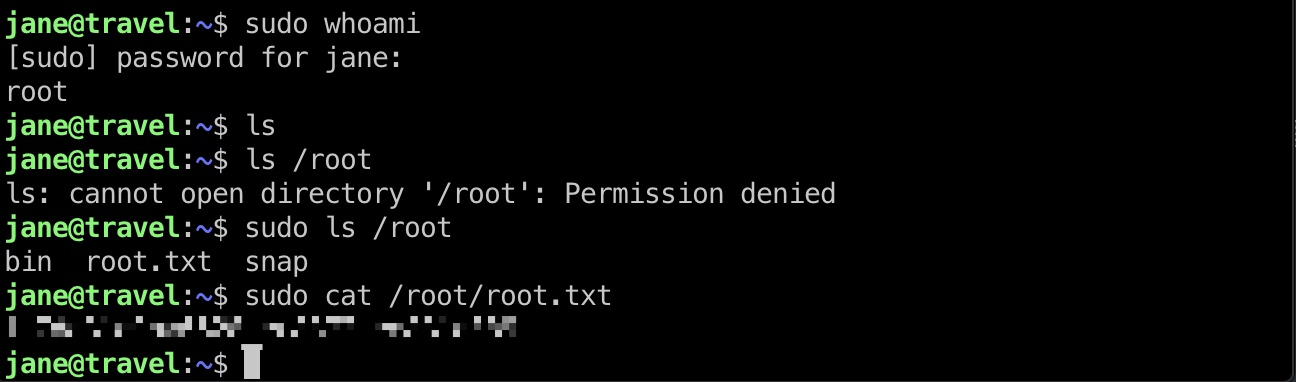 jane@travel:~$ sudo whoami
[sudo] password for jane:
root
jane@travel:~$ ls
jane@travel:~$ ls /root
ls: cannot open directory '/root': Permission denied
jane@travel:~$ sudo ls /root
bin  root.txt  snap
jane@travel:~$ sudo cat /root/root.txt
jane@travel:~$